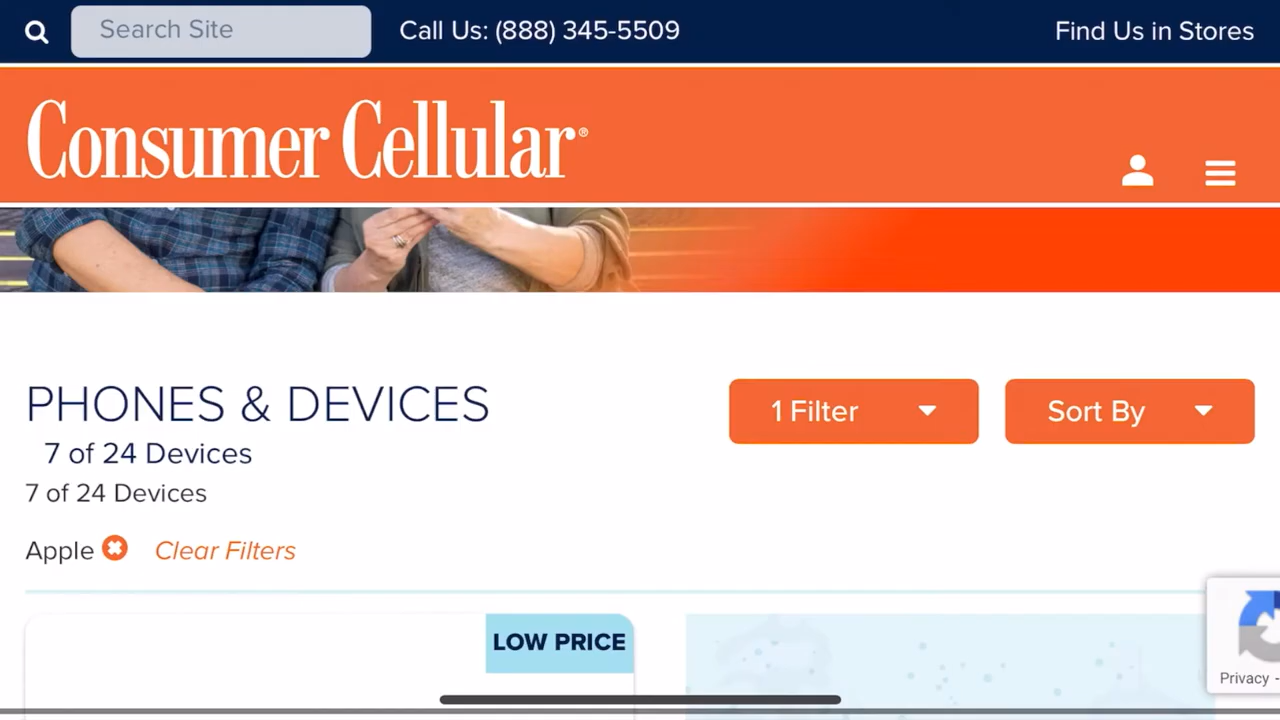 Search Site
Call Us: (888) 345-5509
Find Us in Stores
Consumer Cellular®
PHONES & DEVICES
1 Filter
Sort By
7 of 24 Devices
7 of 24 Devices
Apple
Clear Filters
LOW PRICE
Privacy -